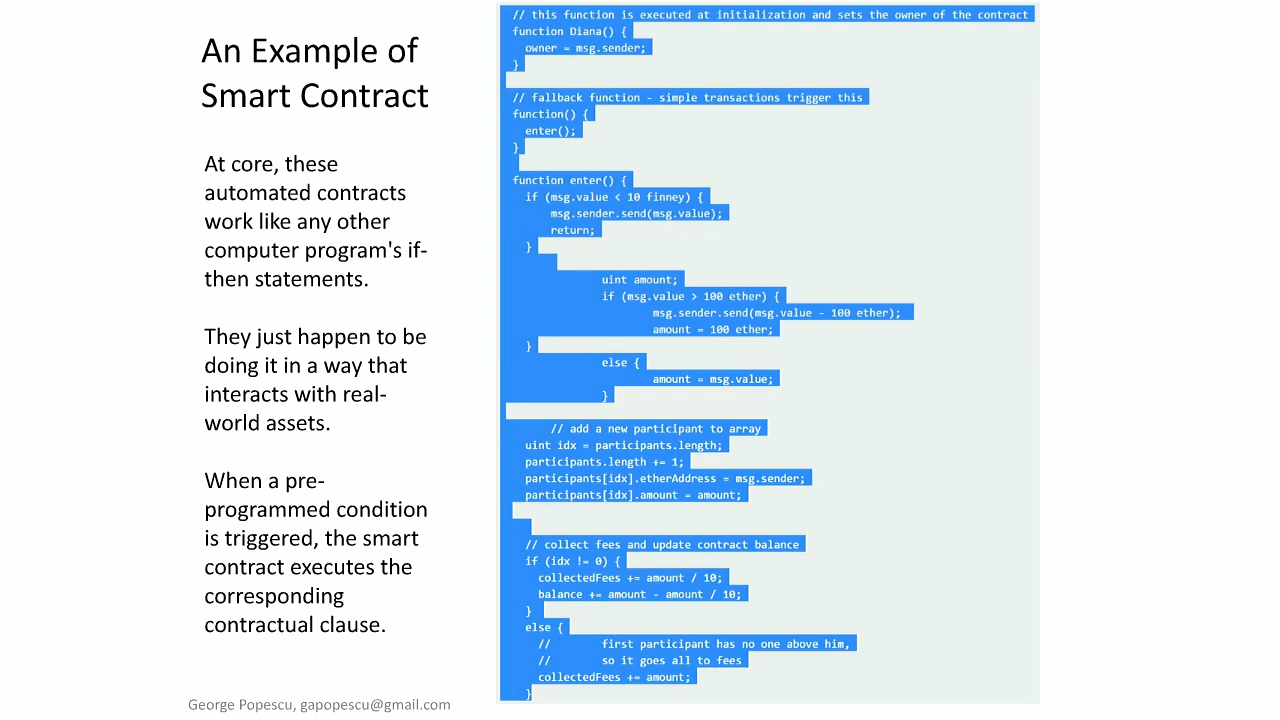 An Example of
Smart Contract
At core, these
automated contracts
work like any other
computer program's if-
then statements.
They just happen to be
doing it in a way that
interacts with real-
world assets.
When a pre-
programmed condition
is triggered, the smart
contract executes the
corresponding
contractual clause.
George Popescu, gapopescu@gmail.com
// this function is executed at initialization and sets the owner of the contract
function Diana() {
owner = msg.sender;
}
// fallback function - simple transactions trigger this
function() {
enter();
}
function enter() {
if (msg.value < 10 finney) {
msg.sender.send(msg.value);
return;
}
uint amount;
if (msg.value > 100 ether) {
msg.sender.send(msg.value - 100 ether);
amount = 100 ether;
}
else {
amount = msg.value;
}
// add a new participant to array
uint idx = participants.length;
participants.length += 1;
participants[idx].etherAddress = msg.sender;
participants[idx].amount = amount;
// collect fees and update contract balance
if (idx != 0) {
collectedFees += amount / 10;
balance += amount - amount / 10;
}
else {
// first participant has no one above him,
// so it goes all to fees
collectedFees += amount;
}